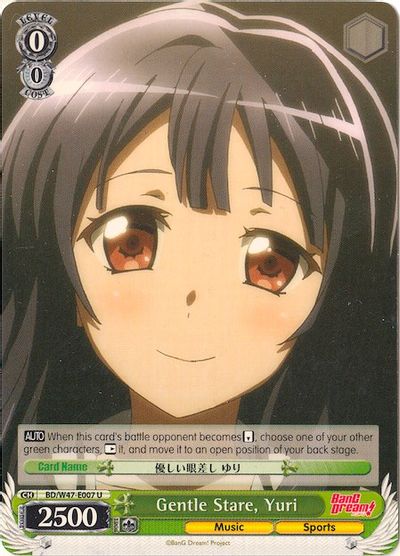 LEVEL
0
0
COST
AUTO When this card's battle opponent becomes, choose one of your other
green characters, it, and move it to an open position of your back stage.
Card Name 優しい眼差し ゆり
CH BD/W47-E007 U
Gentle Stare, Yuri
BanG Dream!
2500
Music Sports
©BanG Dream! Project